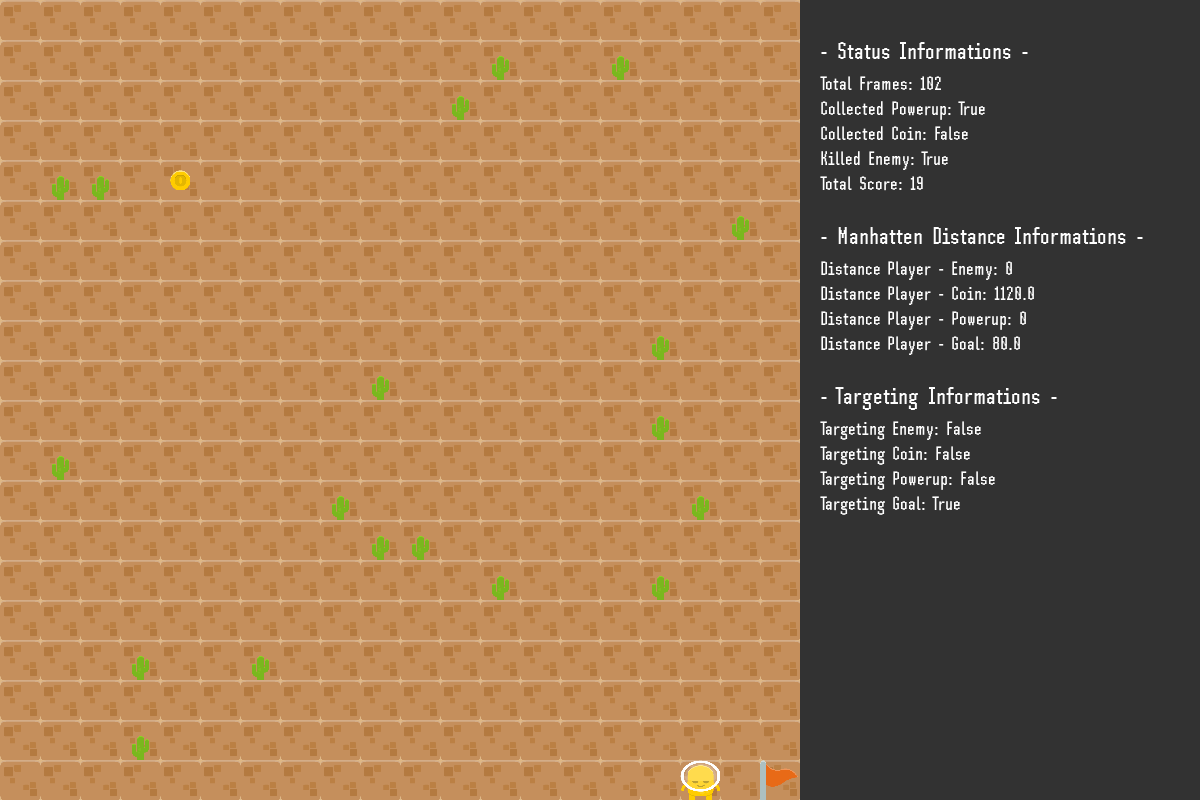 - Status Informations -
Total Frames: 182
Collected Powerup: True
Collected Coin: False
Killed Enemy: True
Total Score: 19
- Manhatten Distance Informations -
Distance Player - Enemy: 0
Distance Player - Coin: 1120.0
Distance Player - Powerup: 0
Distance Player - Goal: 80.0
- Targeting Informations -
Targeting Enemy: False
Targeting Coin: False
Targeting Powerup: False
Targeting Goal: True